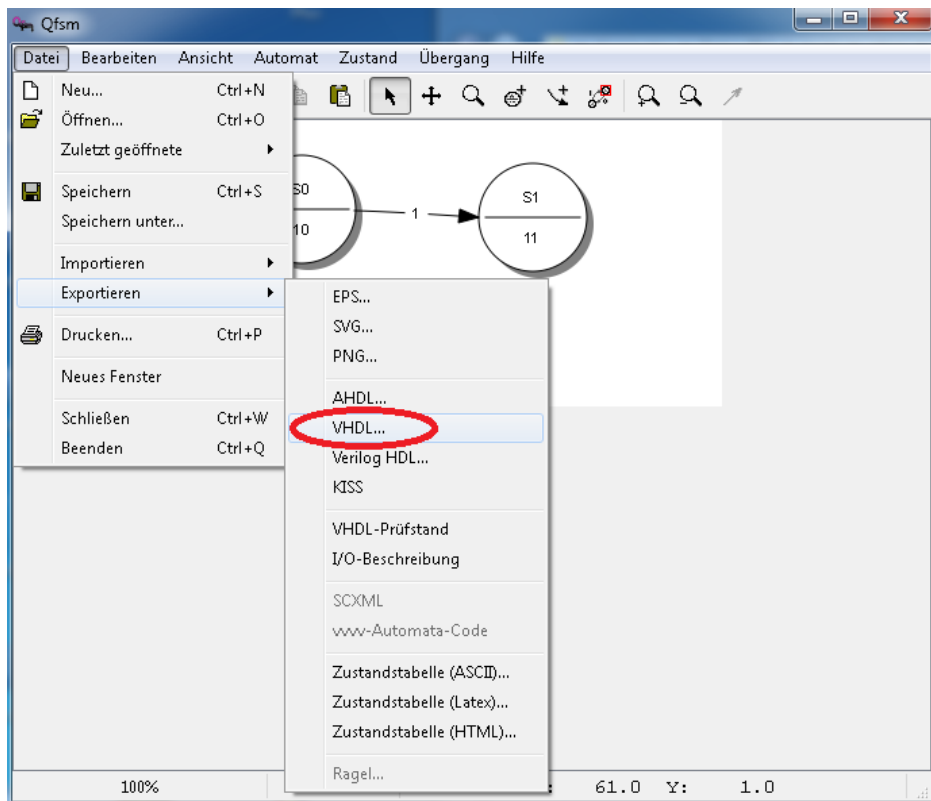 Qfsm
Datei Bearbeiten Ansicht Automat Zustand Übergang Hilfe
Neu... Ctrl+N
Öffnen... Ctrl+O
Zuletzt geöffnete
Speichern Ctrl+S
Speichern unter...
Importieren
Exportieren
Drucken... Ctrl+P
Neues Fenster
Schließen Ctrl+W
Beenden Ctrl+Q
S0
10
1
S1
11
EPS...
SVG...
PNG...
AHDL...
VHDL...
Verilog HDL...
KISS
VHDL-Prüfstand
I/O-Beschreibung
SCXML
vvvv-Automata-Code
Zustandstabelle (ASCII)...
Zustandstabelle (Latex)...
Zustandstabelle (HTML)...
Ragel...
100% : 61.0 Y: 1.0